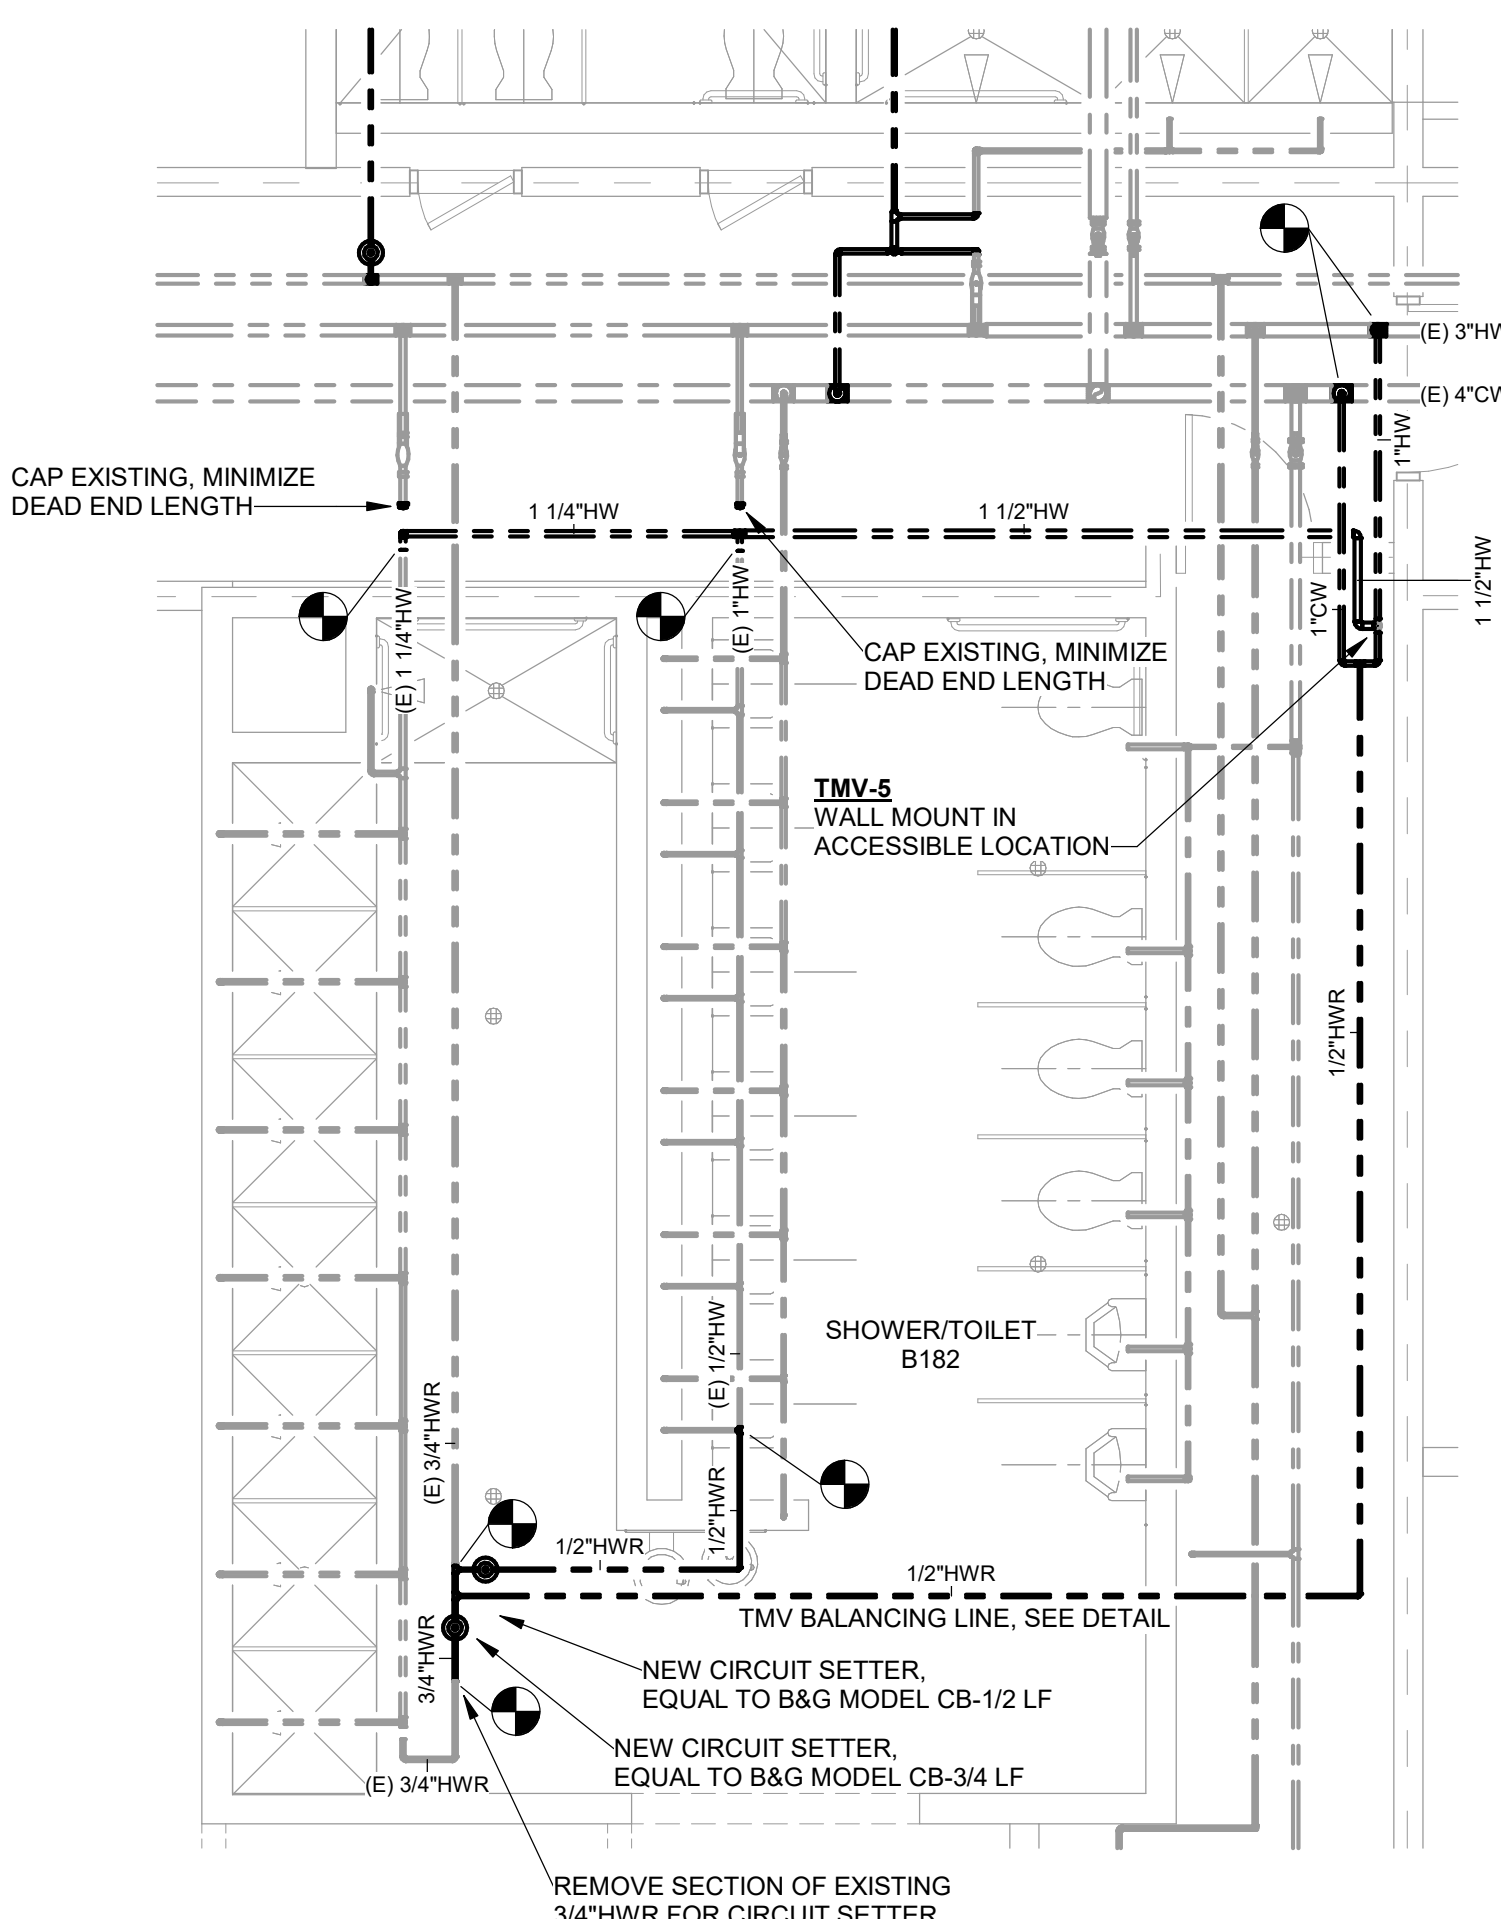 (E) 3"HW
(E) 4"CW
1"HW
CAP EXISTING, MINIMIZE
DEAD END LENGTH
1 1/4"HW
1 1/2"HW
1 1/2"HW
1"CW
(E) 1 1/4"HW
(E) 1"HW
CAP EXISTING, MINIMIZE
DEAD END LENGTH
TMV-5
WALL MOUNT IN
ACCESSIBLE LOCATION
1/2"HWR
SHOWER/TOILET
B182
(E) 1/2"HW
(E) 3/4"HWR
1/2"HWR
1/2"HWR
1/2"HWR
TMV BALANCING LINE, SEE DETAIL
3/4"HWR
NEW CIRCUIT SETTER,
EQUAL TO B&G MODEL CB-1/2 LF
NEW CIRCUIT SETTER,
EQUAL TO B&G MODEL CB-3/4 LF
(E) 3/4"HWR
REMOVE SECTION OF EXISTING
3/4"HWR FOR CIRCUIT SETTER